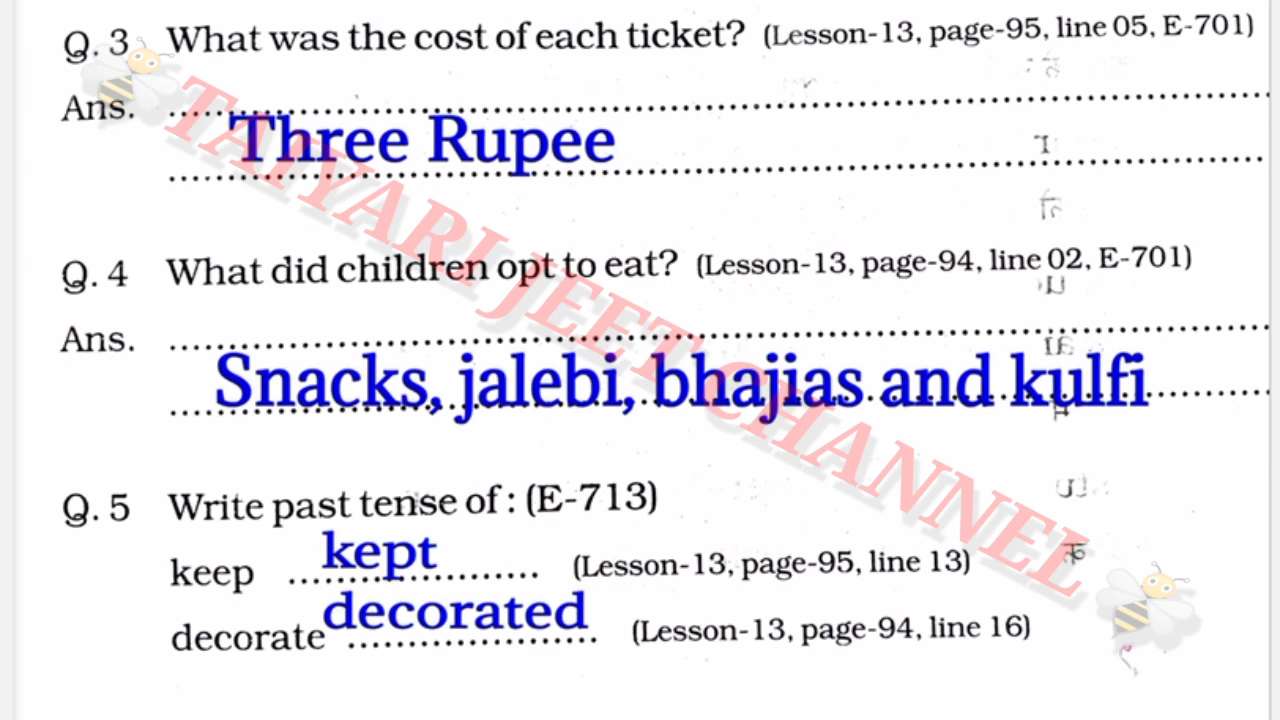 Q. 3 What was the cost of each ticket? (Lesson-13, page-95, line 05, E-701)
Ans.
Three Rupee
Q. 4 What did children opt to eat? (Lesson-13, page-94, line 02, E-701)
Ans.
Snacks, jalebi, bhajias and kulfi
Q. 5 Write past tense of : (E-713)
keep kept (Lesson-13, page-95, line 13)
decorate decorated (Lesson-13, page-94, line 16)
TAIYARI JEET CHANNEL